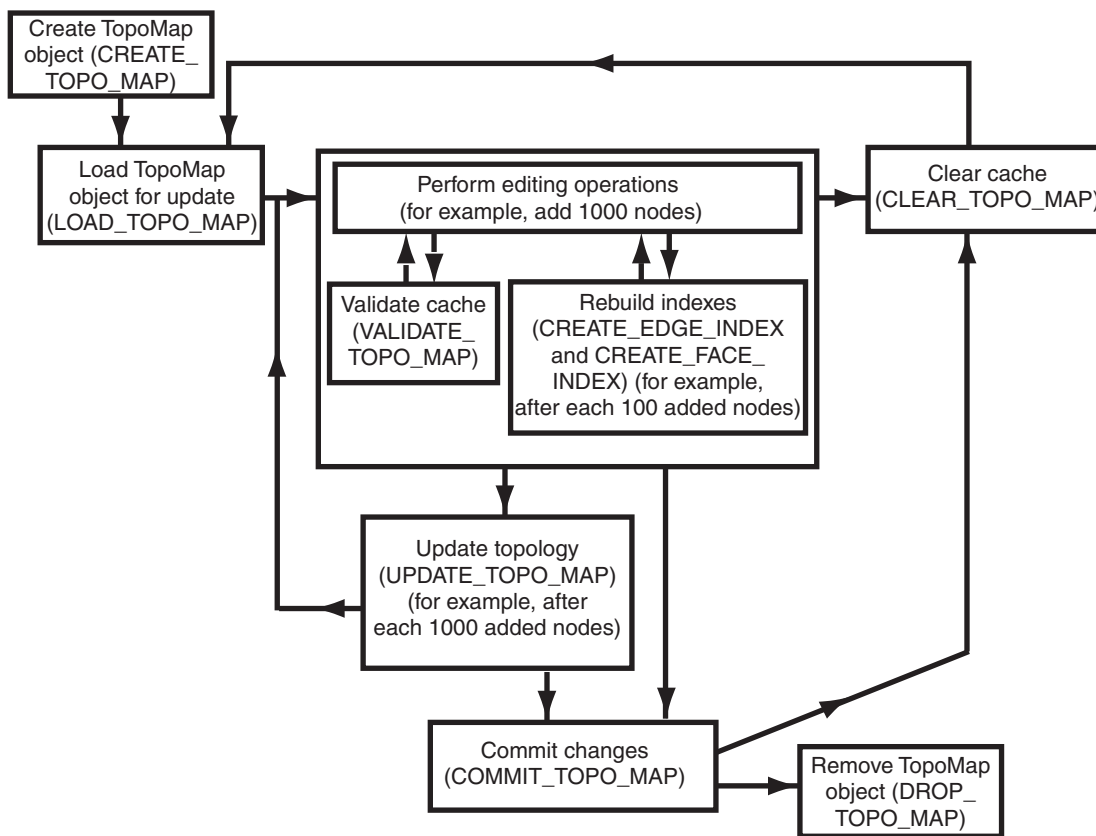 Create TopoMap
object (CREATE_
TOPO_MAP)
Load TopoMap
object for update
(LOAD_TOPO_MAP)
Perform editing operations
(for example, add 1000 nodes)
Clear cache
(CLEAR_TOPO_MAP)
Validate cache
(VALIDATE_
TOPO_MAP)
Rebuild indexes
(CREATE_EDGE_INDEX
and CREATE_FACE_
INDEX) (for example,
after each 100 added nodes)
Update topology
(UPDATE_TOPO_MAP)
(for example, after
each 1000 added nodes)
Commit changes
(COMMIT_TOPO_MAP)
Remove TopoMap
object (DROP_
TOPO_MAP)